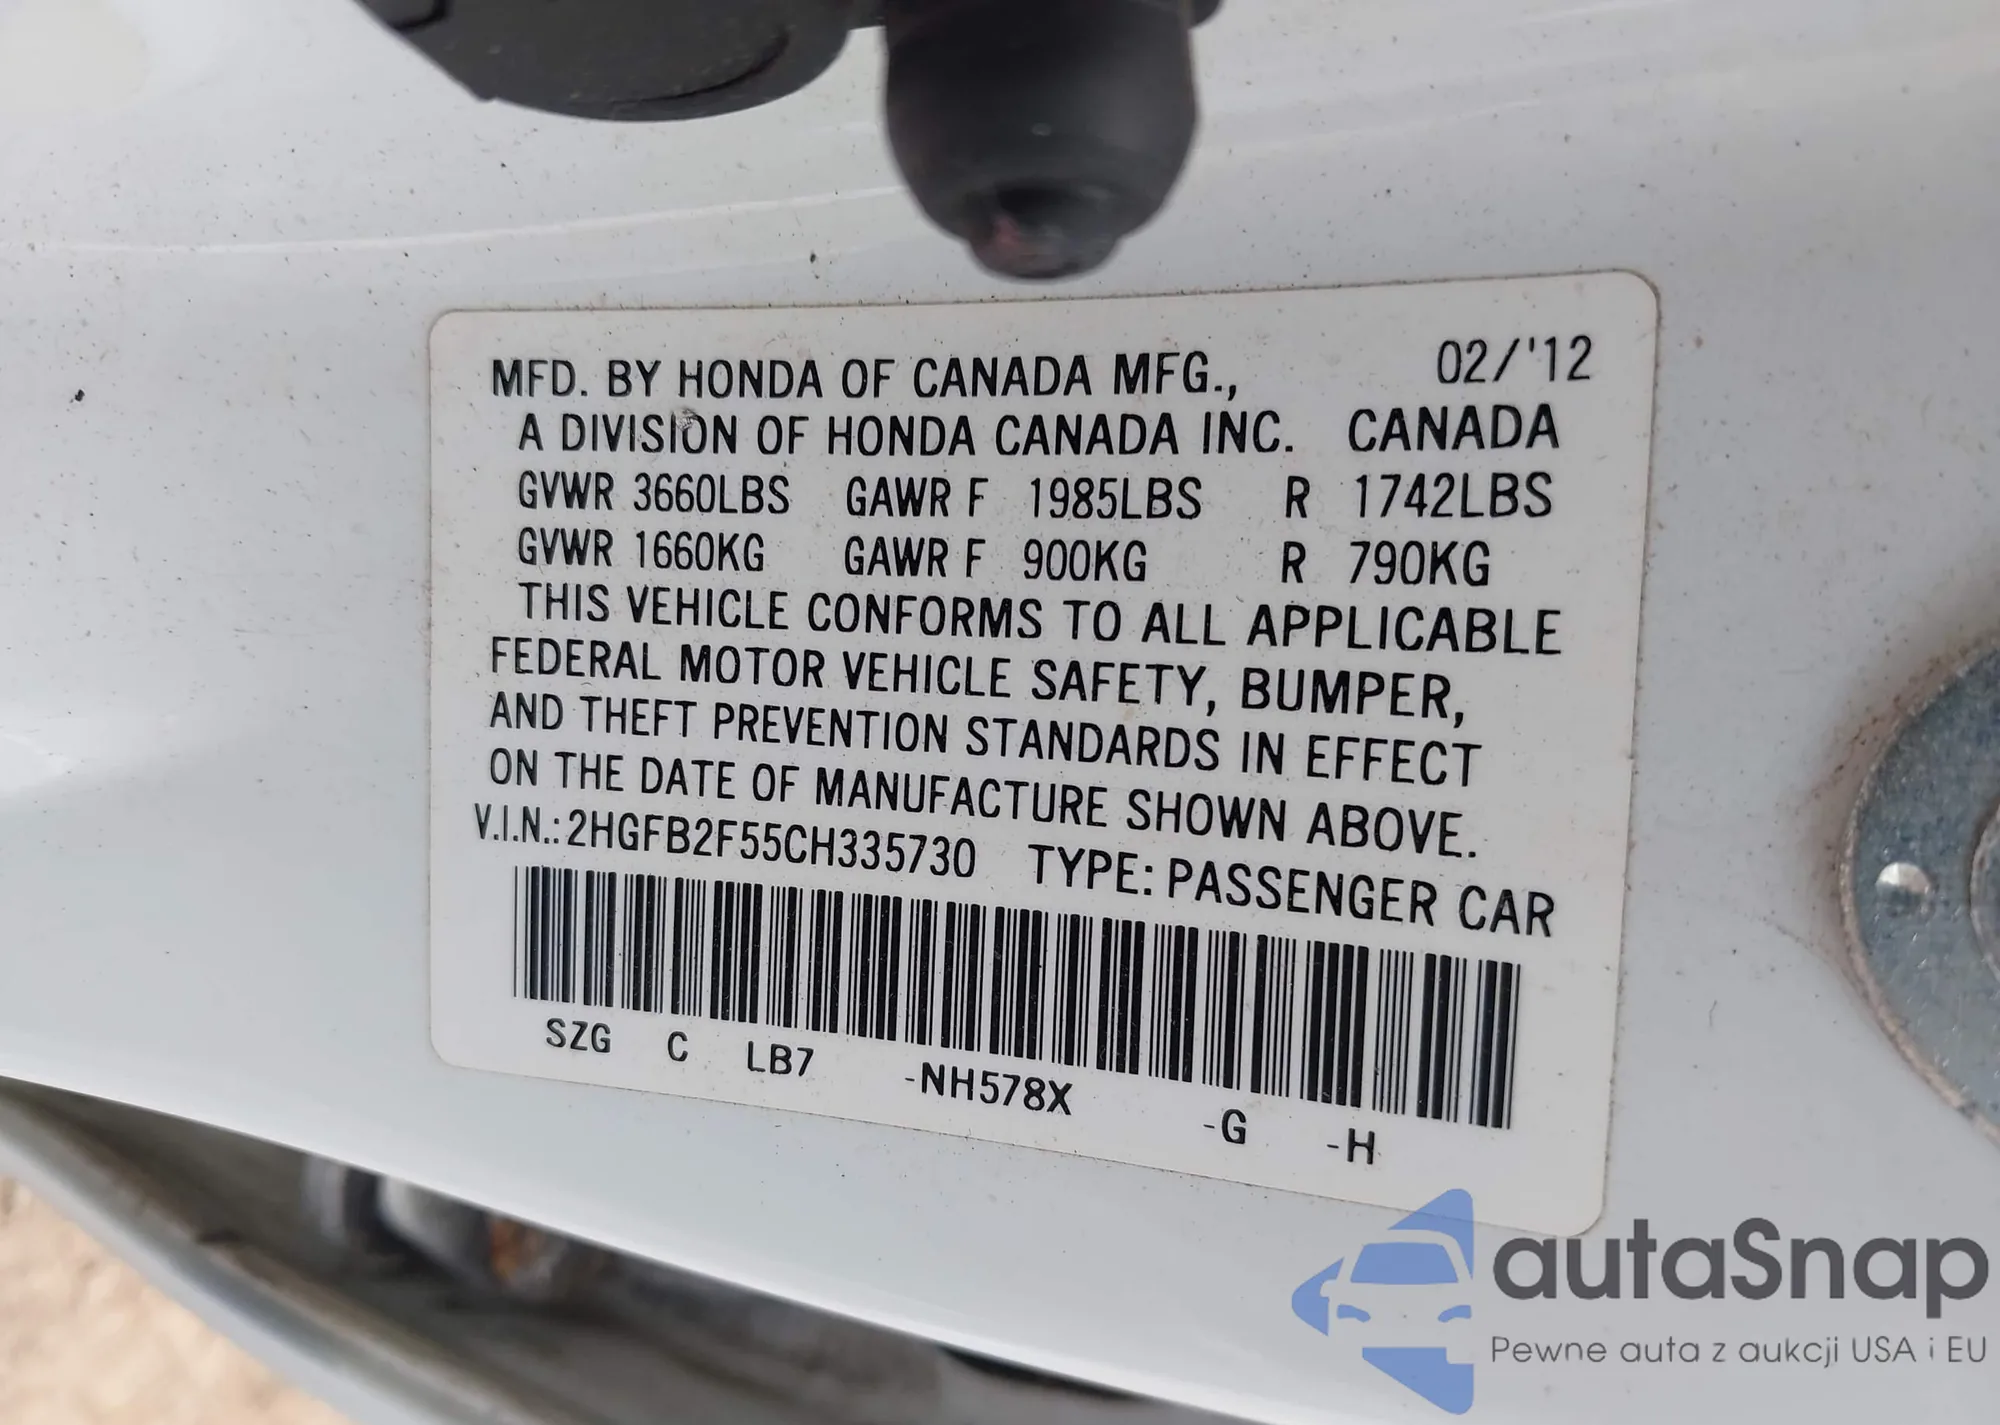 MFD. BY HONDA OF CANADA MFG., 02/'12
A DIVISION OF HONDA CANADA INC. CANADA
GVWR 3660LBS GAWR F 1985LBS R 1742LBS
GVWR 1660KG GAWR F 900KG R 790KG
THIS VEHICLE CONFORMS TO ALL APPLICABLE
FEDERAL MOTOR VEHICLE SAFETY, BUMPER,
AND THEFT PREVENTION STANDARDS IN EFFECT
ON THE DATE OF MANUFACTURE SHOWN ABOVE.
V.I.N.: 2HGFB2F55CH335730 TYPE: PASSENGER CAR
SZG C LB7 -NH578X -G -H
autaSnap
Pewne auta z aukcji USA i EU